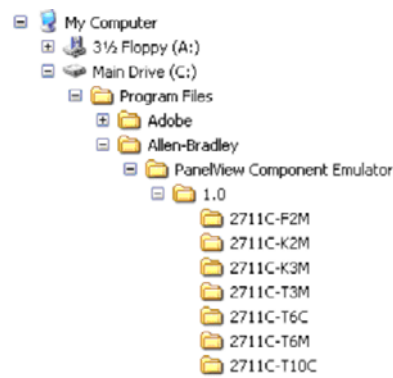 My Computer
3½ Floppy (A:)
Main Drive (C:)
Program Files
Adobe
Allen-Bradley
PanelView Component Emulator
1.0
2711C-F2M
2711C-K2M
2711C-K3M
2711C-T3M
2711C-T6C
2711C-T6M
2711C-T10C